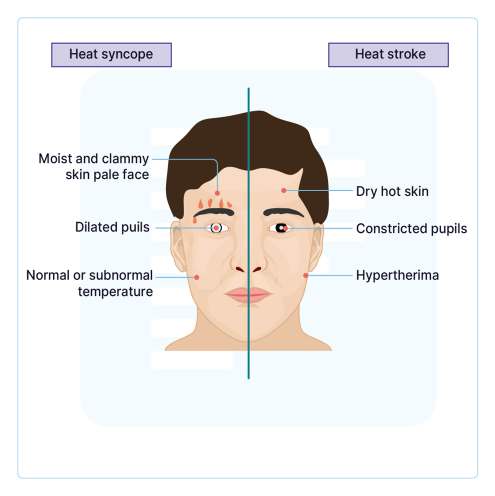 Heat syncope
Heat stroke
Moist and clammy
skin pale face
Dilated puils
Normal or subnormal
temperature
Dry hot skin
Constricted pupils
Hypertherima